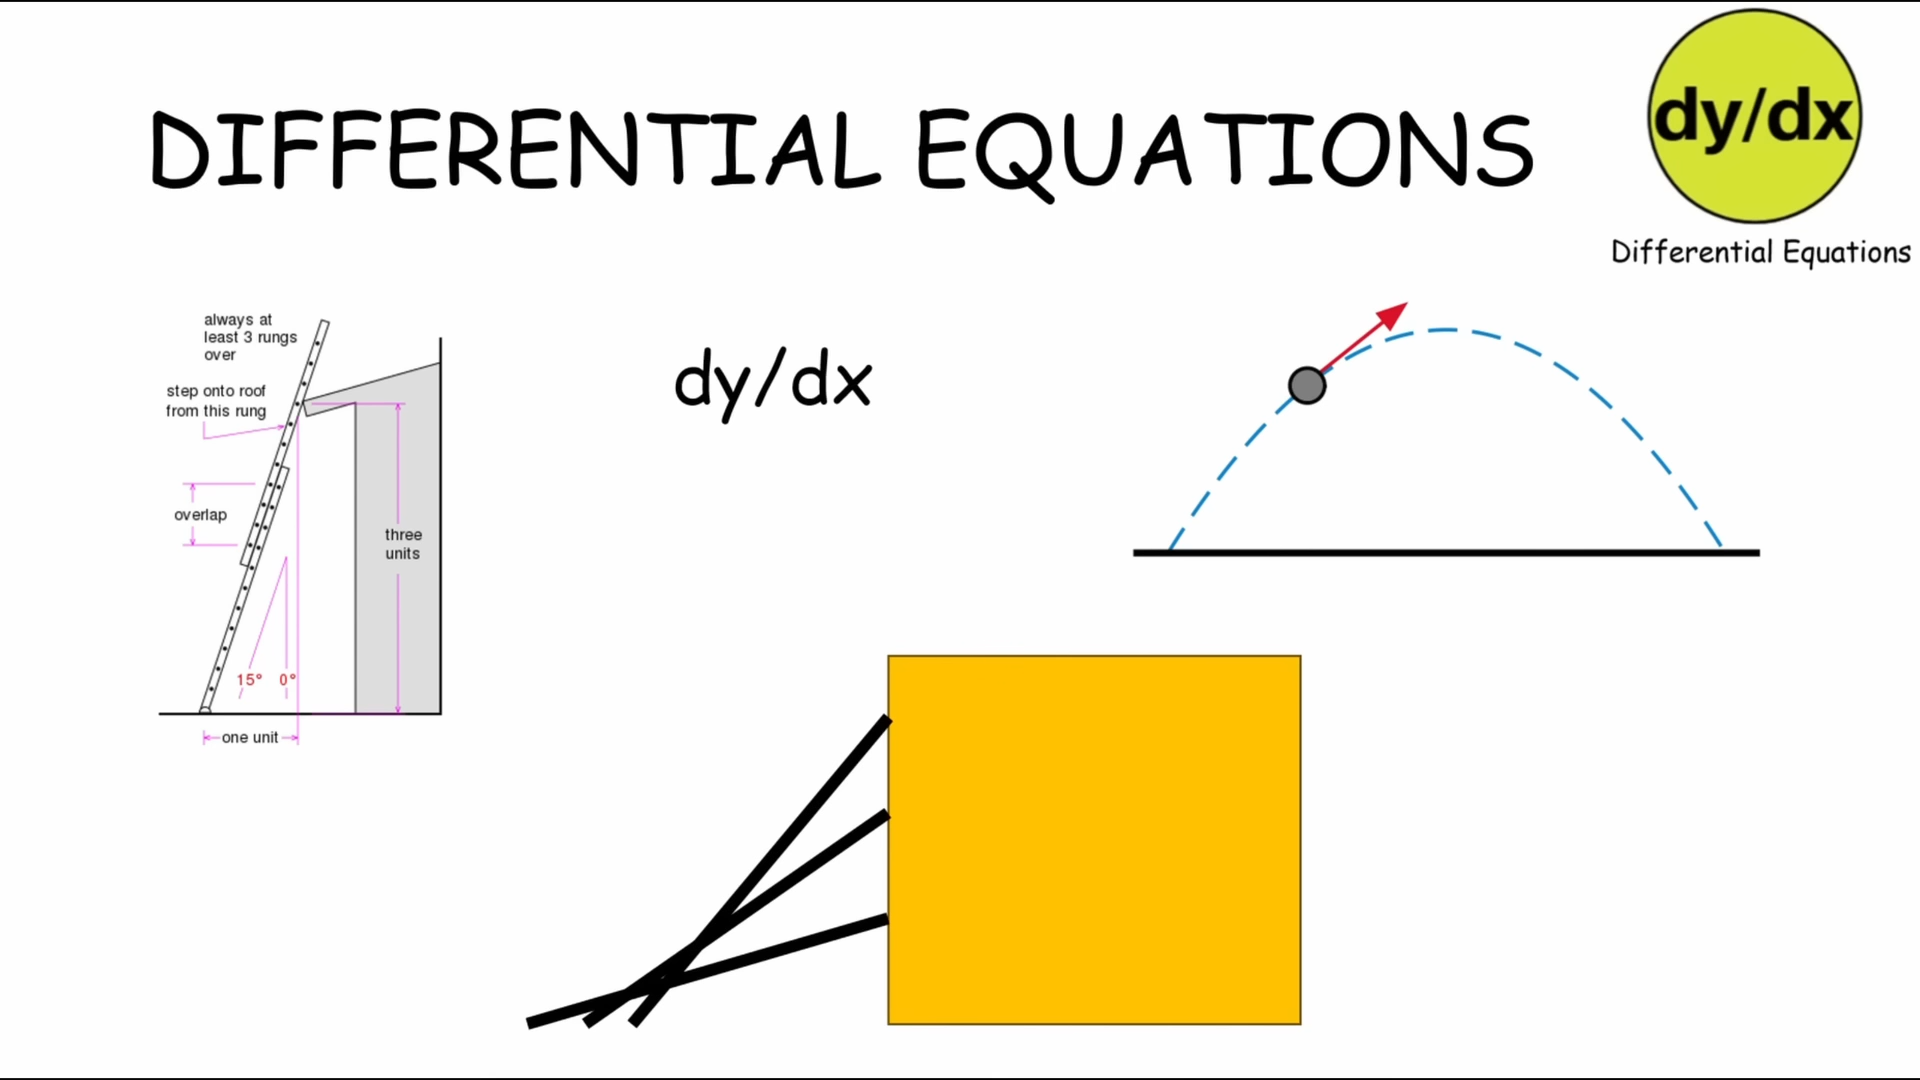 DIFFERENTIAL EQUATIONS
dy/dx
Differential Equations
always at
least 3 rungs
over
step onto roof
from this rung
overlap
three
units
15° 0°
one unit
dy/dx